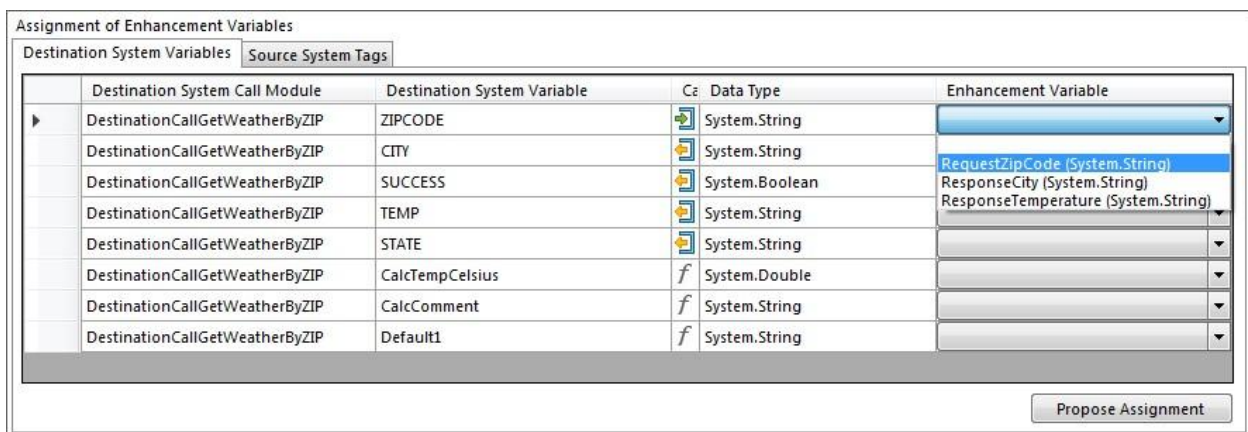 Assignment of Enhancement Variables
Destination System Variables Source System Tags
Destination System Call Module Destination System Variable Ca Data Type Enhancement Variable
DestinationCallGetWeatherByZIP ZIPCODE System.String
DestinationCallGetWeatherByZIP CITY System.String
RequestZipCode (System.String)
DestinationCallGetWeatherByZIP SUCCESS System.Boolean ResponseCity (System.String)
ResponseTemperature (System.String)
DestinationCallGetWeatherByZIP TEMP System.String
DestinationCallGetWeatherByZIP STATE System.String
DestinationCallGetWeatherByZIP CalcTempCelsius f System.Double
DestinationCallGetWeatherByZIP CalcComment f System.String
DestinationCallGetWeatherByZIP Default1 f System.String
Propose Assignment